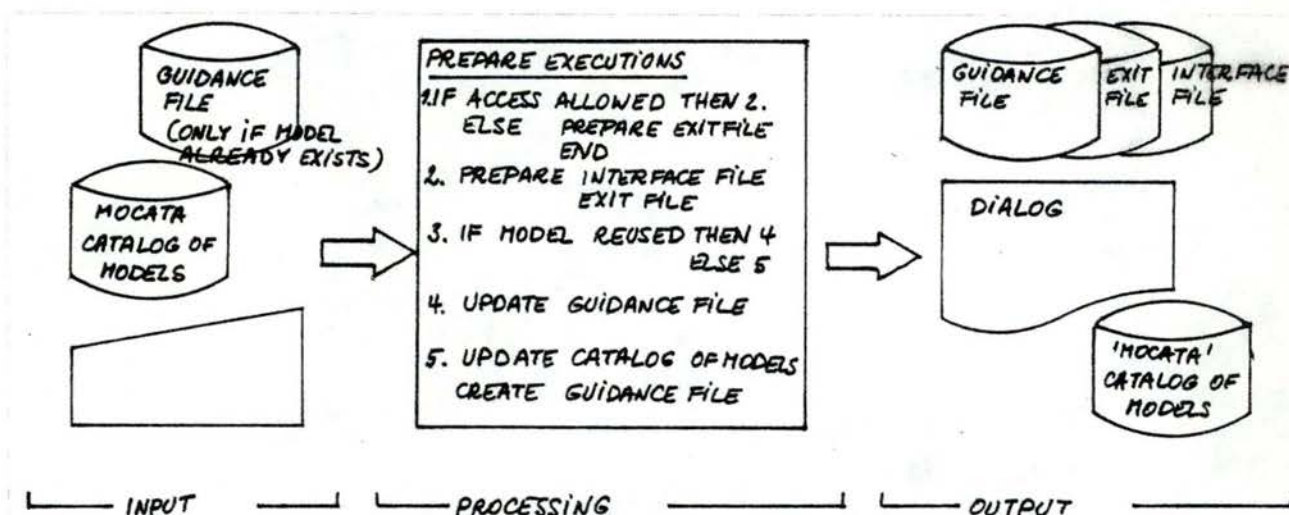 GUIDANCE
FILE
(ONLY IF MODEL
ALREADY EXISTS)
MOCATA
CATALOG OF
MODELS
PREPARE EXECUTIONS
1. IF ACCESS ALLOWED THEN 2.
ELSE PREPARE EXITFILE
END
2. PREPARE INTERFACE FILE
EXIT FILE
3. IF MODEL REUSED THEN 4
ELSE 5
4. UPDATE GUIDANCE FILE
5. UPDATE CATALOG OF MODELS
CREATE GUIDANCE FILE
GUIDANCE
FILE
EXIT
FILE
INTERFACE
FILE
DIALOG
'MOCATA'
CATALOG OF
MODELS
INPUT
PROCESSING
OUTPUT